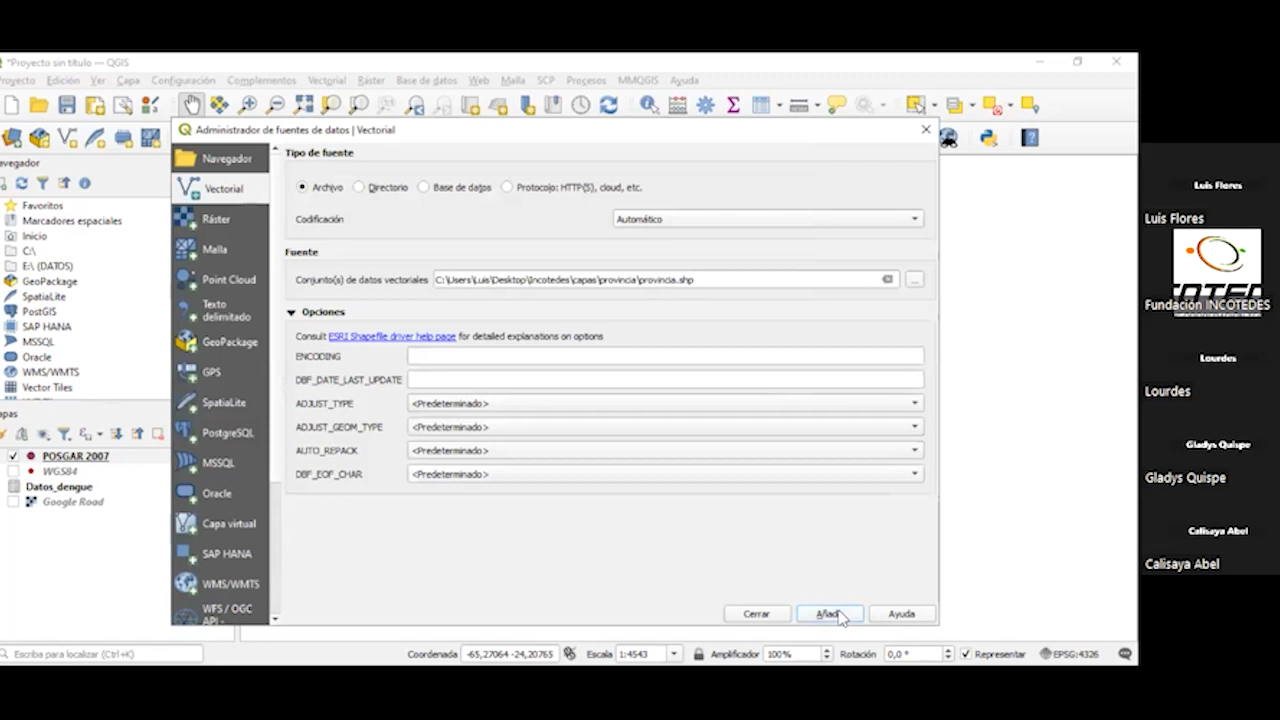 *Proyecto sin título — QGIS
royecto Edición Ver Capa Configuración Complementos Vectorial Ráster Base de datos Web Malla SCP Procesos MMQGIS Ayuda
Administrador de fuentes de datos | Vectorial
avegador
Favoritos
Marcadores espaciales
Inicio
C:\
E:\ (DATOS)
GeoPackage
SpatiaLite
PostGIS
SAP HANA
MSSQL
Oracle
WMS/WMTS
Vector Tiles
apas
POSGAR 2007
WGS84
Datos_dengue
Google Road
Navegador
Vectorial
Ráster
Malla
Point Cloud
Texto
delimitado
GeoPackage
GPS
SpatiaLite
PostgreSQL
MSSQL
Oracle
Capa virtual
SAP HANA
WMS/WMTS
WFS / OGC
API -
Tipo de fuente
Archivo Directorio Base de datos Protocolo: HTTP(S), cloud, etc.
Codificación Automático
Fuente
Conjunto(s) de datos vectoriales C:\Users\Luis\Desktop\Incotedes\capas\provincia\provincia.shp ...
Opciones
Consult ESRI Shapefile driver help page for detailed explanations on options
ENCODING
DBF_DATE_LAST_UPDATE
ADJUST_TYPE <Predeterminado>
ADJUST_GEOM_TYPE <Predeterminado>
AUTO_REPACK <Predeterminado>
DBF_EOF_CHAR <Predeterminado>
Cerrar Añadir Ayuda
Escriba para localizar (Ctrl+K) Coordenada -65,27064 -24,20765 Escala 1:4543 Amplificador 100% Rotación 0,0 ° Representar EPSG:4326
Luis Flores
Luis Flores
Fundación INCOTEDES
Lourdes
Lourdes
Gladys Quispe
Gladys Quispe
Calisaya Abel
Calisaya Abel